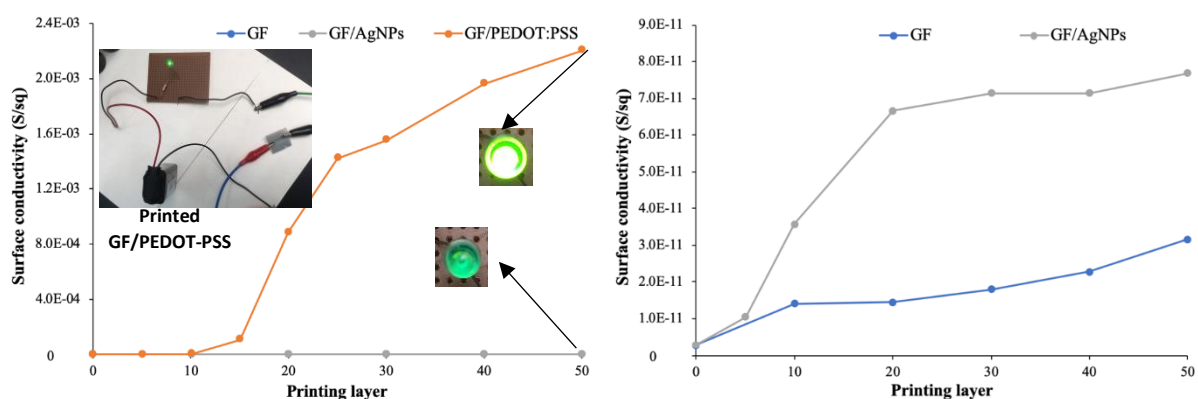 GF GF/AgNPs GF/PEDOT:PSS
Surface conductivity (S/sq)
2.4E-03
2.0E-03
1.6E-03
1.2E-03
8.0E-04
4.0E-04
0
Printed
GF/PEDOT-PSS
0 10 20 30 40 50
Printing layer
GF GF/AgNPs
Surface conductivity (S/sq)
9.0E-11
8.0E-11
7.0E-11
6.0E-11
5.0E-11
4.0E-11
3.0E-11
2.0E-11
1.0E-11
0
0 10 20 30 40 50
Printing layer